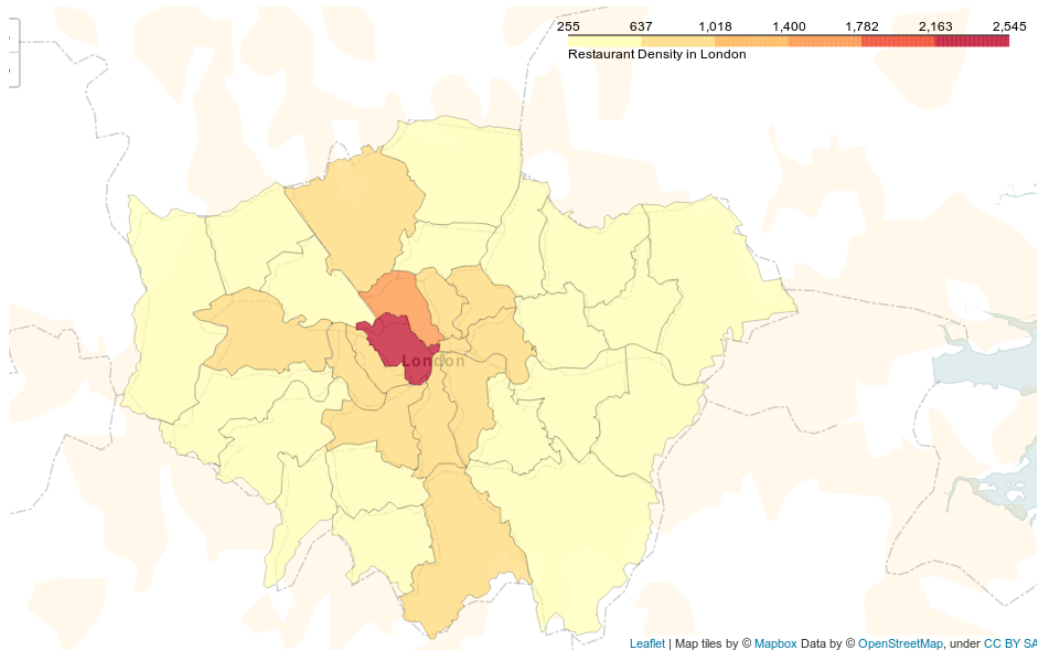 255 637 1,018 1,400 1,782 2,163 2,545
Restaurant Density in London
London
Leaflet | Map tiles by © Mapbox Data by © OpenStreetMap, under CC BY SA